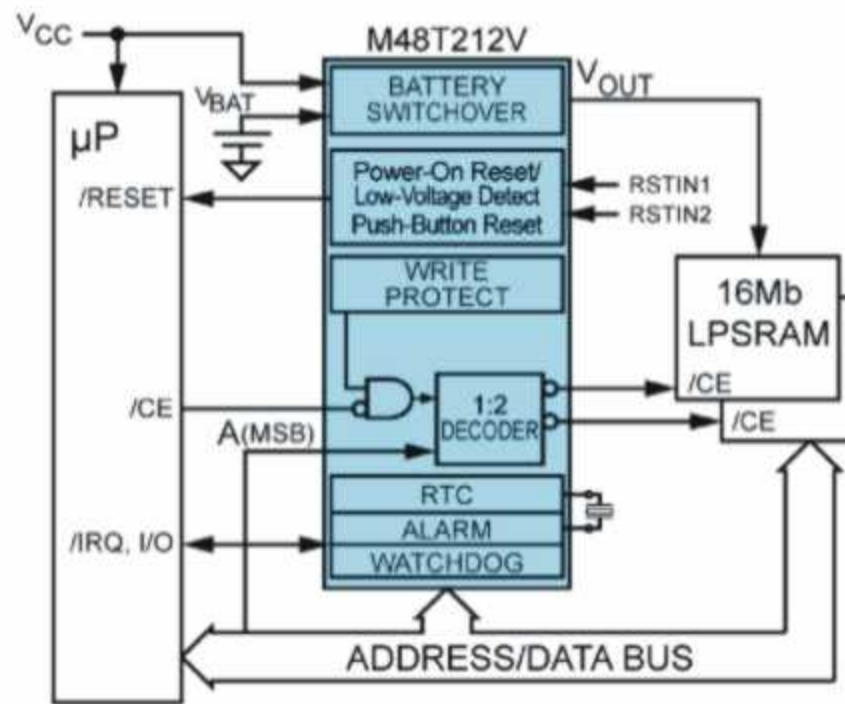 VCC
M48T212V
BATTERY
SWITCHOVER
VOUT
VBAT
µP
Power-On Reset/
Low-Voltage Detect
Push-Button Reset
/RESET
RSTIN1
RSTIN2
WRITE
PROTECT
16Mb
LPSRAM
/CE
/CE
/CE
1:2
DECODER
A(MSB)
RTC
ALARM
WATCHDOG
/IRQ, I/O
ADDRESS/DATA BUS